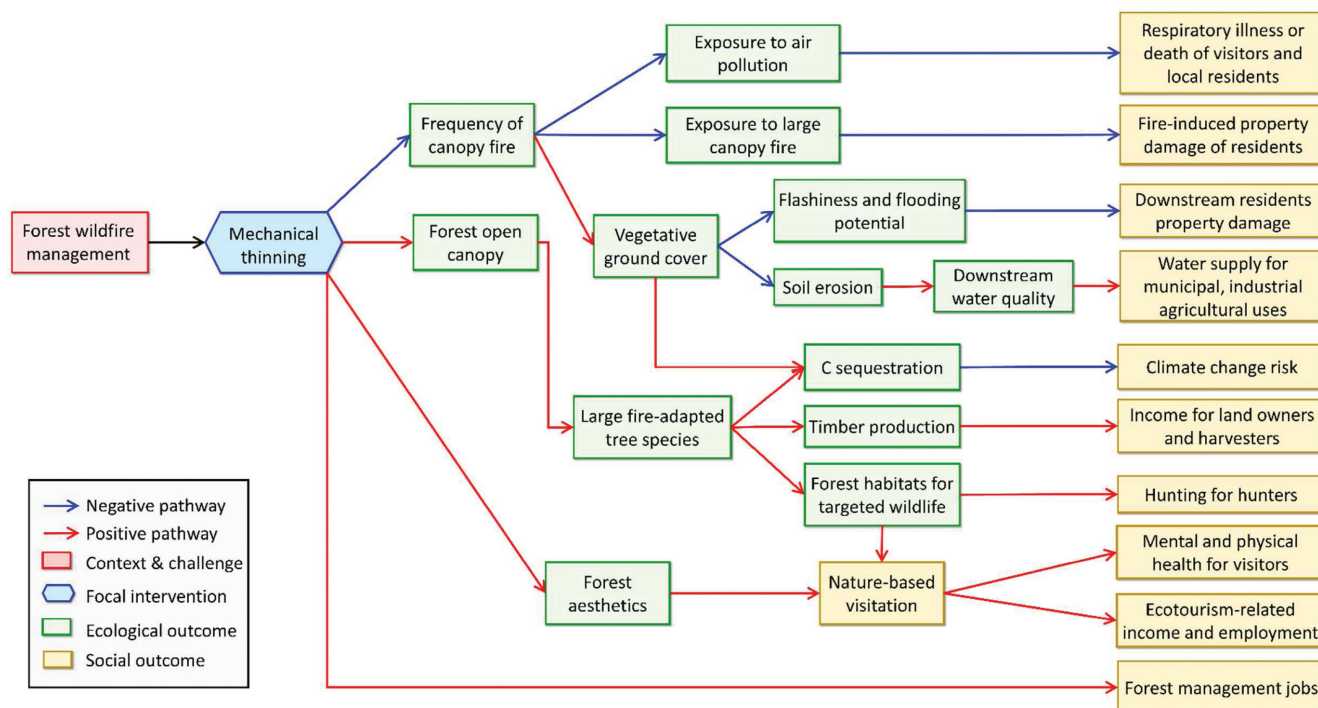 Exposure to air
pollution
Respiratory illness or
death of visitors and
local residents
Frequency of
canopy fire
Exposure to large
canopy fire
Fire-induced property
damage of residents
Forest wildfire
management
Mechanical
thinning
Forest open
canopy
Vegetative
ground cover
Flashiness and flooding
potential
Downstream residents
property damage
Soil erosion
Downstream
water quality
Water supply for
municipal, industrial
agricultural uses
C sequestration
Climate change risk
Large fire-adapted
tree species
Timber production
Income for land owners
and harvesters
Forest habitats for
targeted wildlife
Hunting for hunters
Forest
aesthetics
Nature-based
visitation
Mental and physical
health for visitors
Ecotourism-related
income and employment
Forest management jobs
Negative pathway
Positive pathway
Context & challenge
Focal intervention
Ecological outcome
Social outcome